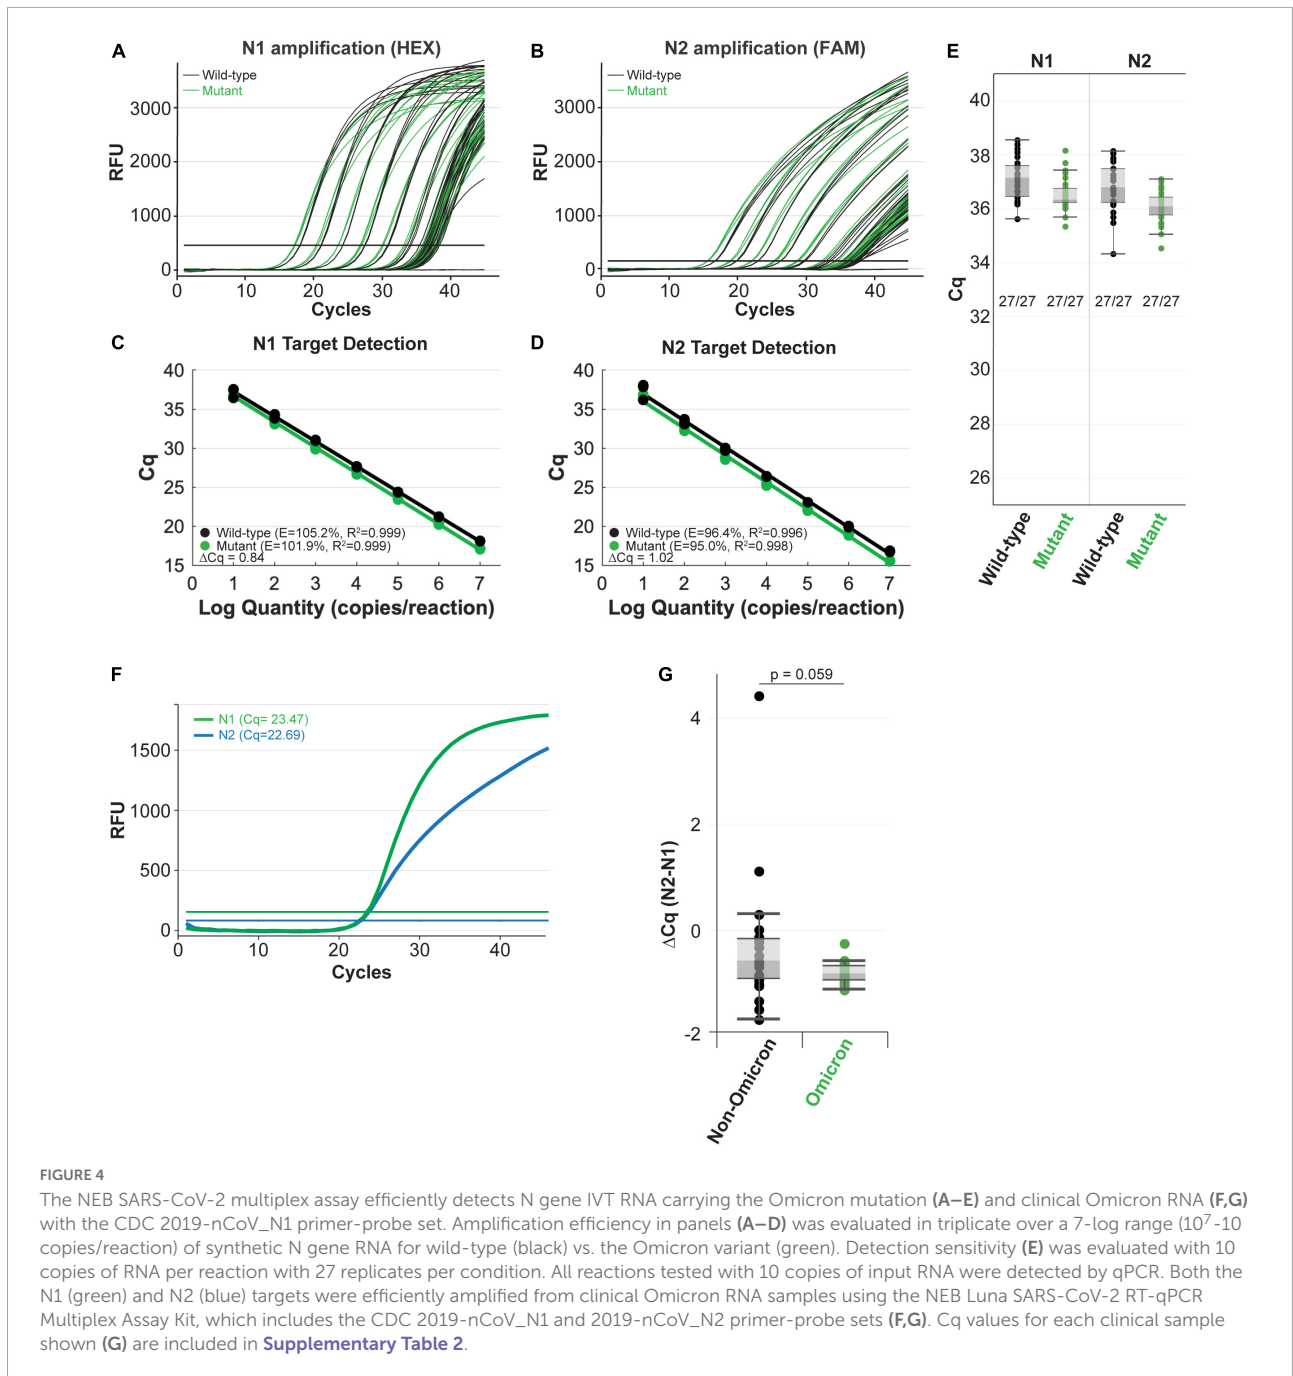 A
N1 amplification (HEX)
Wild-type
Mutant
RFU
3000
2000
1000
0
0
10
20
30
40
Cycles
B
N2 amplification (FAM)
Wild-type
Mutant
RFU
3000
2000
1000
0
0
10
20
30
40
Cycles
C
N1 Target Detection
Cq
40
35
30
25
20
15
Wild-type (E=105.2%, R²=0.999)
Mutant (E=101.9%, R²=0.999)
ΔCq = 0.84
0
1
2
3
4
5
6
7
Log Quantity (copies/reaction)
D
N2 Target Detection
Cq
40
35
30
25
20
15
Wild-type (E=96.4%, R²=0.996)
Mutant (E=95.0%, R²=0.998)
ΔCq = 1.02
0
1
2
3
4
5
6
7
Log Quantity (copies/reaction)
E
N1
N2
Cq
40
38
36
34
32
30
28
26
27/27
27/27
27/27
27/27
Wild-type
Mutant
Wild-type
Mutant
F
N1 (Cq= 23.47)
N2 (Cq=22.69)
RFU
1500
1000
500
0
0
10
20
30
40
Cycles
G
p = 0.059
ΔCq (N2-N1)
4
2
0
-2
Non-Omicron
Omicron
FIGURE 4
The NEB SARS-CoV-2 multiplex assay efficiently detects N gene IVT RNA carrying the Omicron mutation (A–E) and clinical Omicron RNA (F,G)
with the CDC 2019-nCoV_N1 primer-probe set. Amplification efficiency in panels (A–D) was evaluated in triplicate over a 7-log range (10⁷-10
copies/reaction) of synthetic N gene RNA for wild-type (black) vs. the Omicron variant (green). Detection sensitivity (E) was evaluated with 10
copies of RNA per reaction with 27 replicates per condition. All reactions tested with 10 copies of input RNA were detected by qPCR. Both the
N1 (green) and N2 (blue) targets were efficiently amplified from clinical Omicron RNA samples using the NEB Luna SARS-CoV-2 RT-qPCR
Multiplex Assay Kit, which includes the CDC 2019-nCoV_N1 and 2019-nCoV_N2 primer-probe sets (F,G). Cq values for each clinical sample
shown (G) are included in Supplementary Table 2.